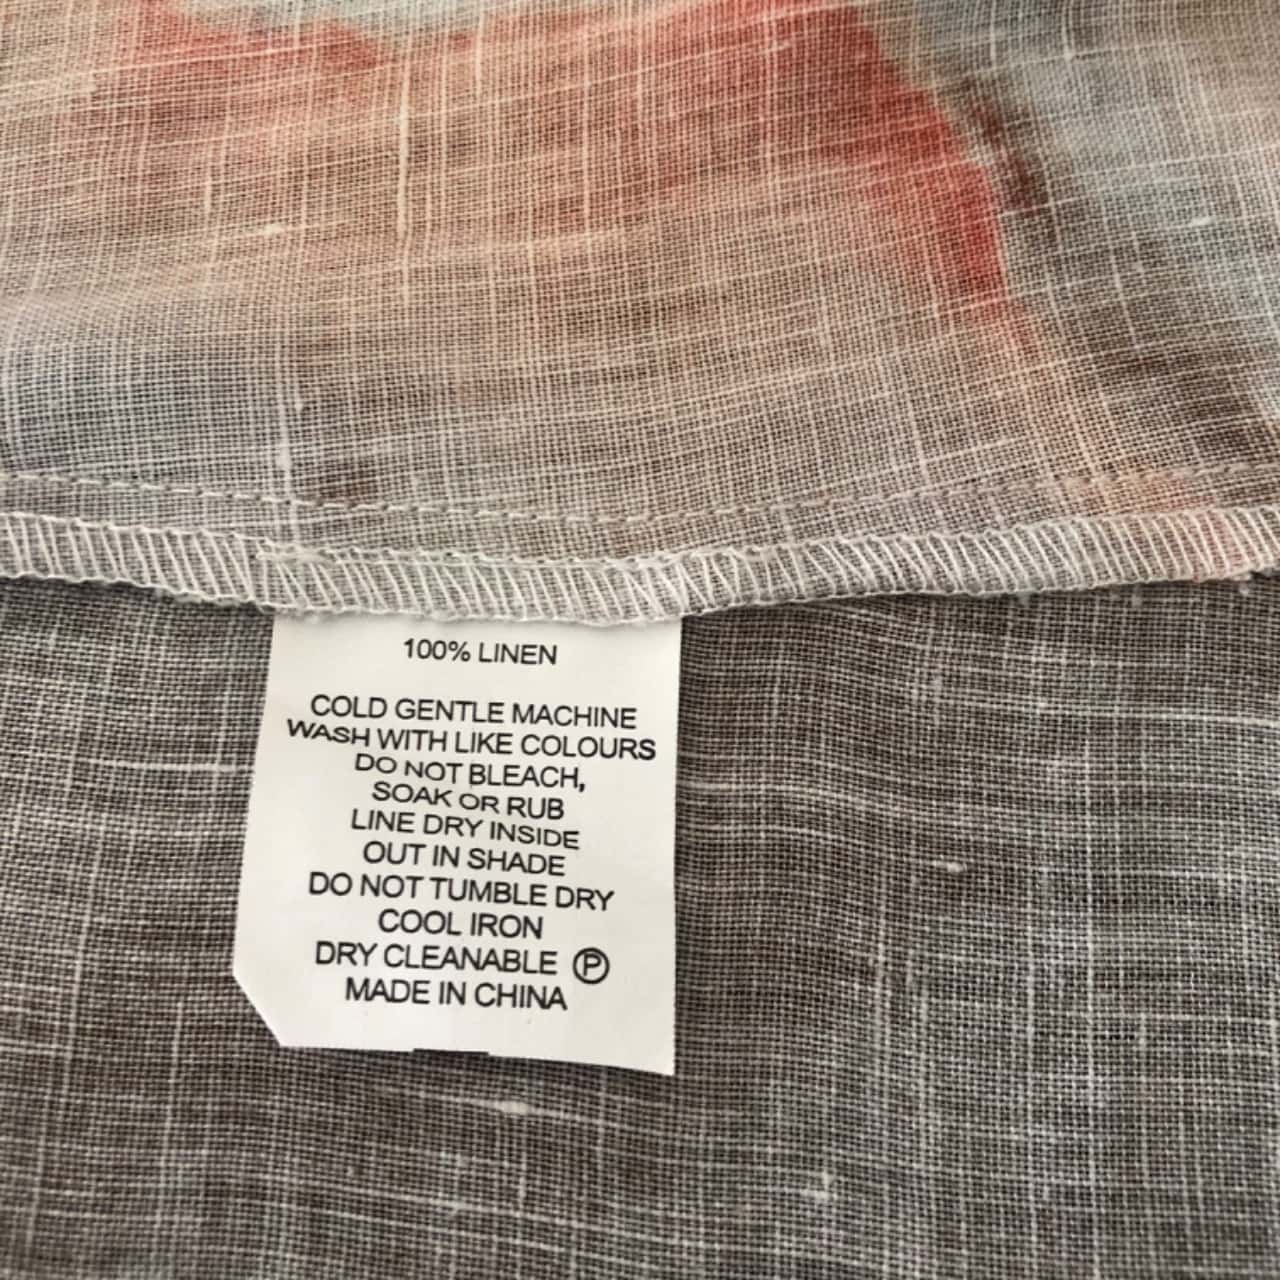 100% LINEN
COLD GENTLE MACHINE
WASH WITH LIKE COLOURS
DO NOT BLEACH,
SOAK OR RUB
LINE DRY INSIDE
OUT IN SHADE
DO NOT TUMBLE DRY
COOL IRON
DRY CLEANABLE Ⓟ
MADE IN CHINA